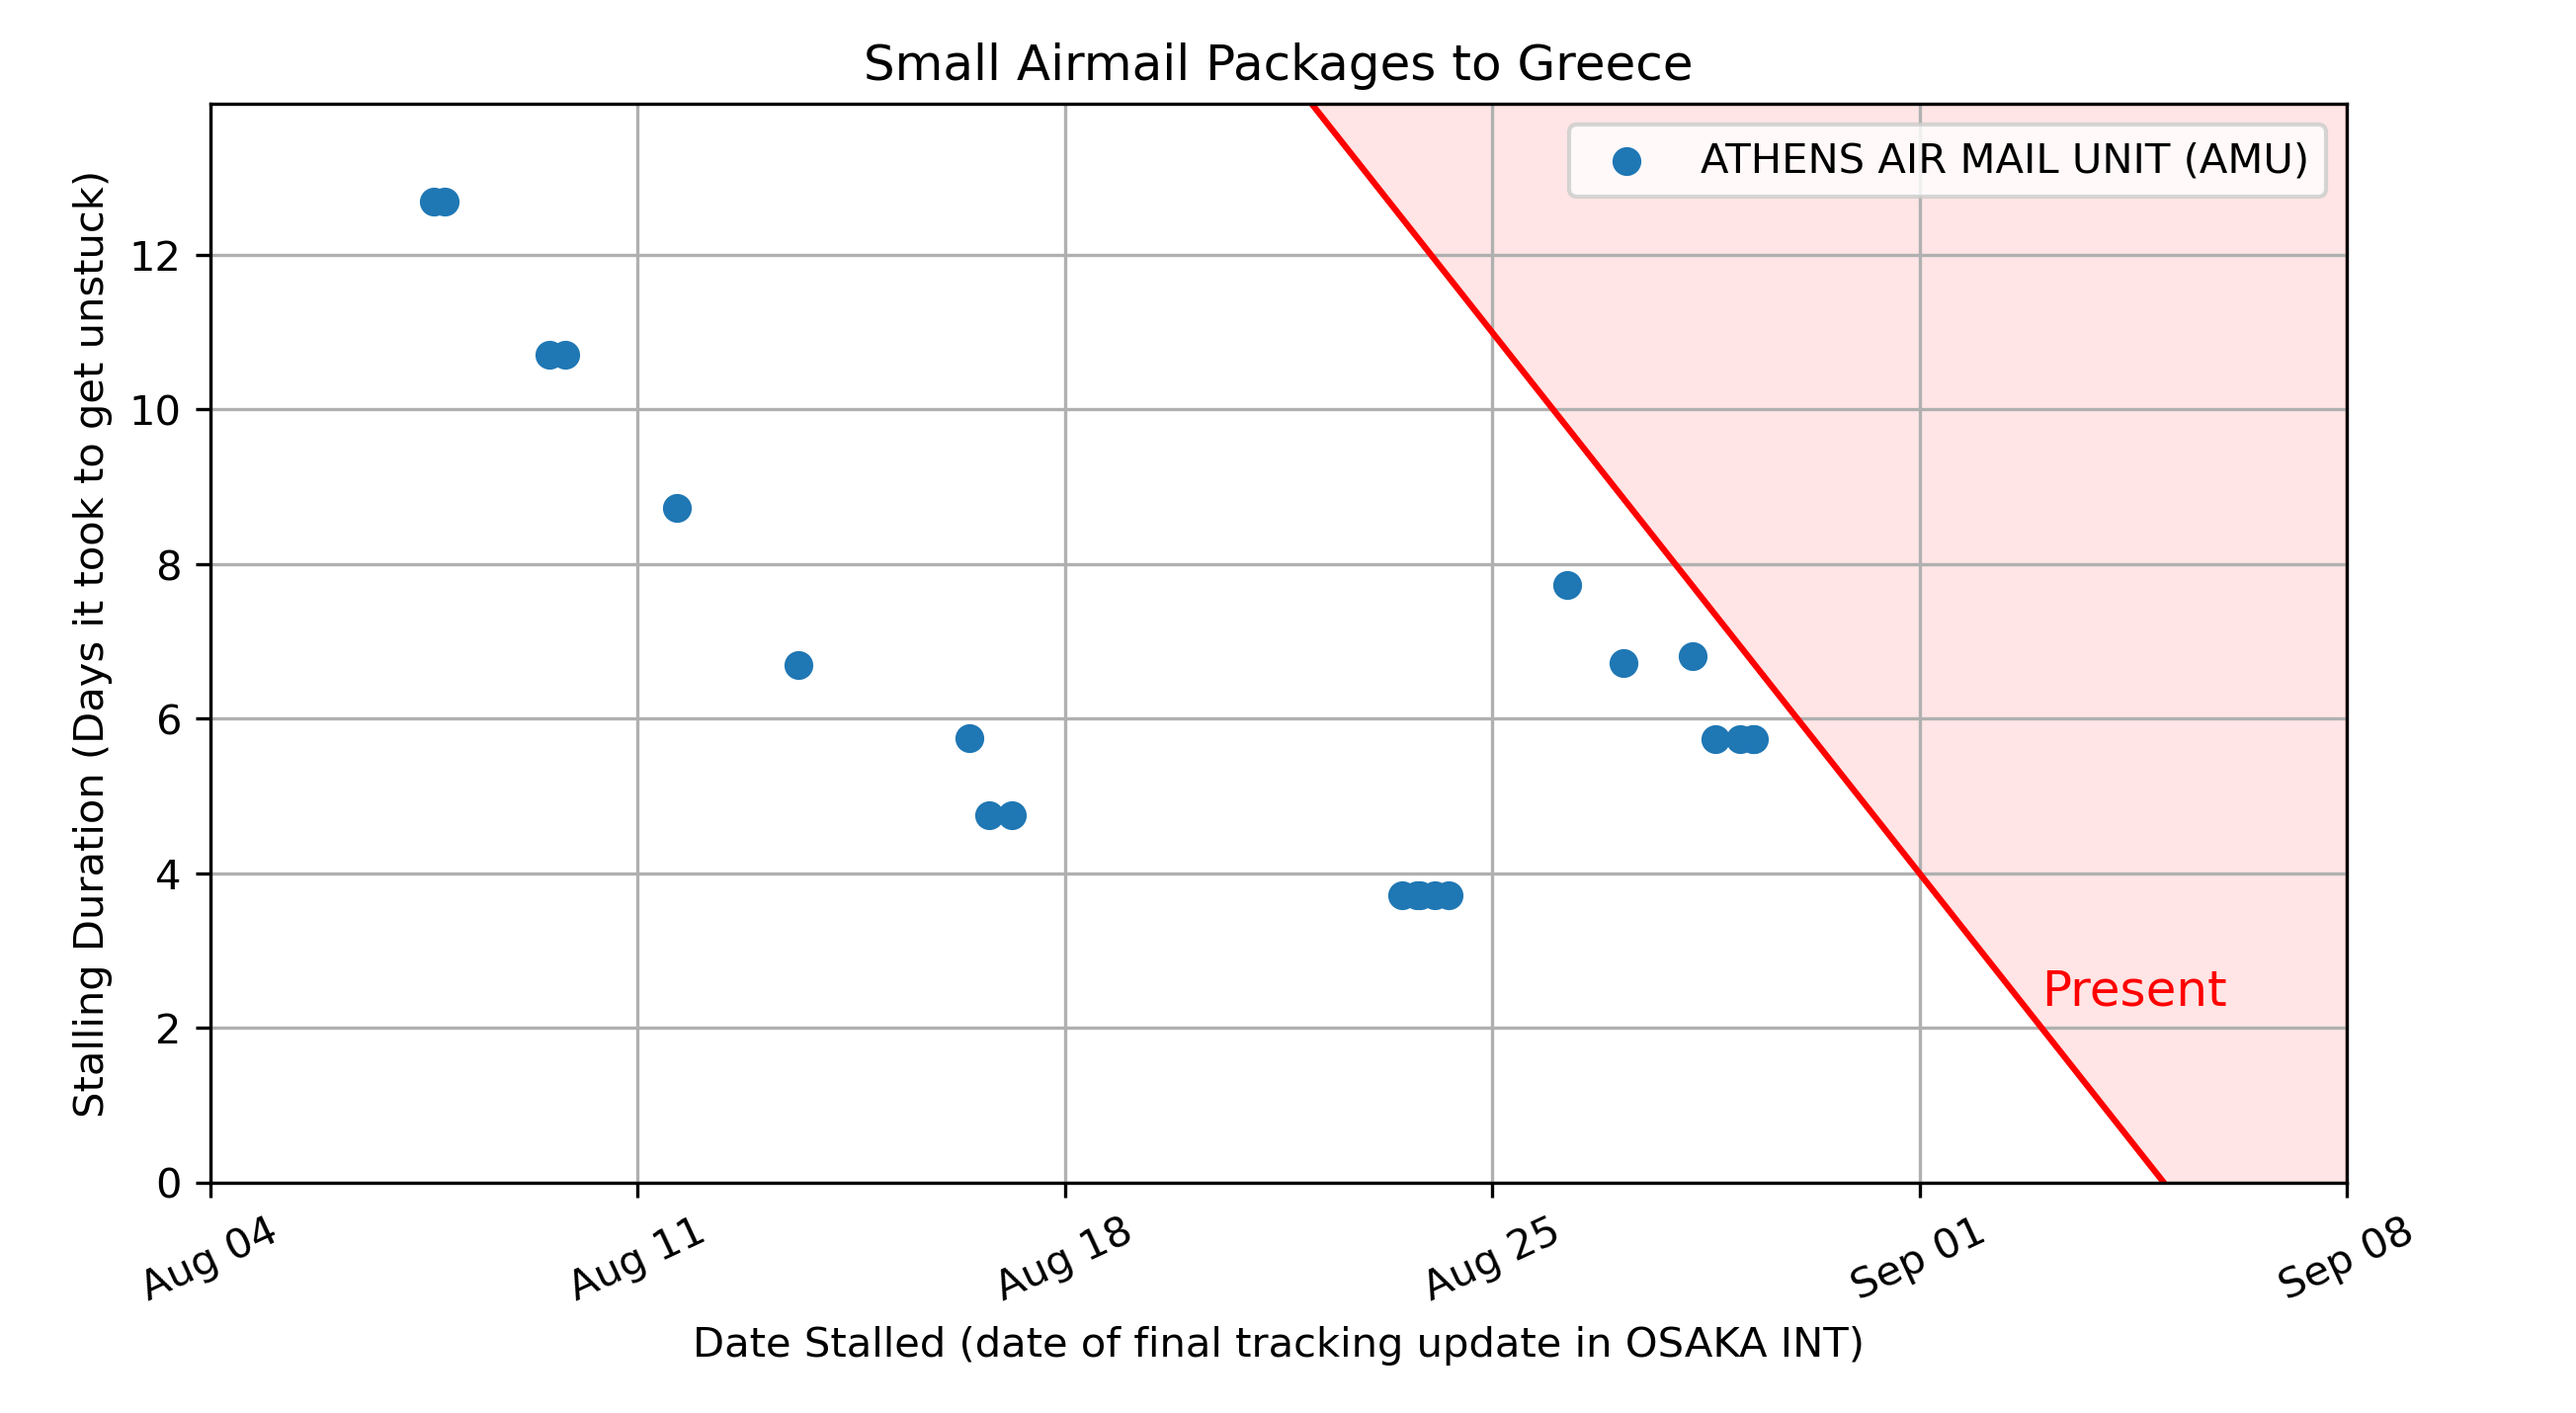 Small Airmail Packages to Greece
ATHENS AIR MAIL UNIT (AMU)
Stalling Duration (Days it took to get unstuck)
12
10
8
6
4
2
0
Present
Aug 04
Aug 11
Aug 18
Aug 25
Sep 01
Sep 08
Date Stalled (date of final tracking update in OSAKA INT)